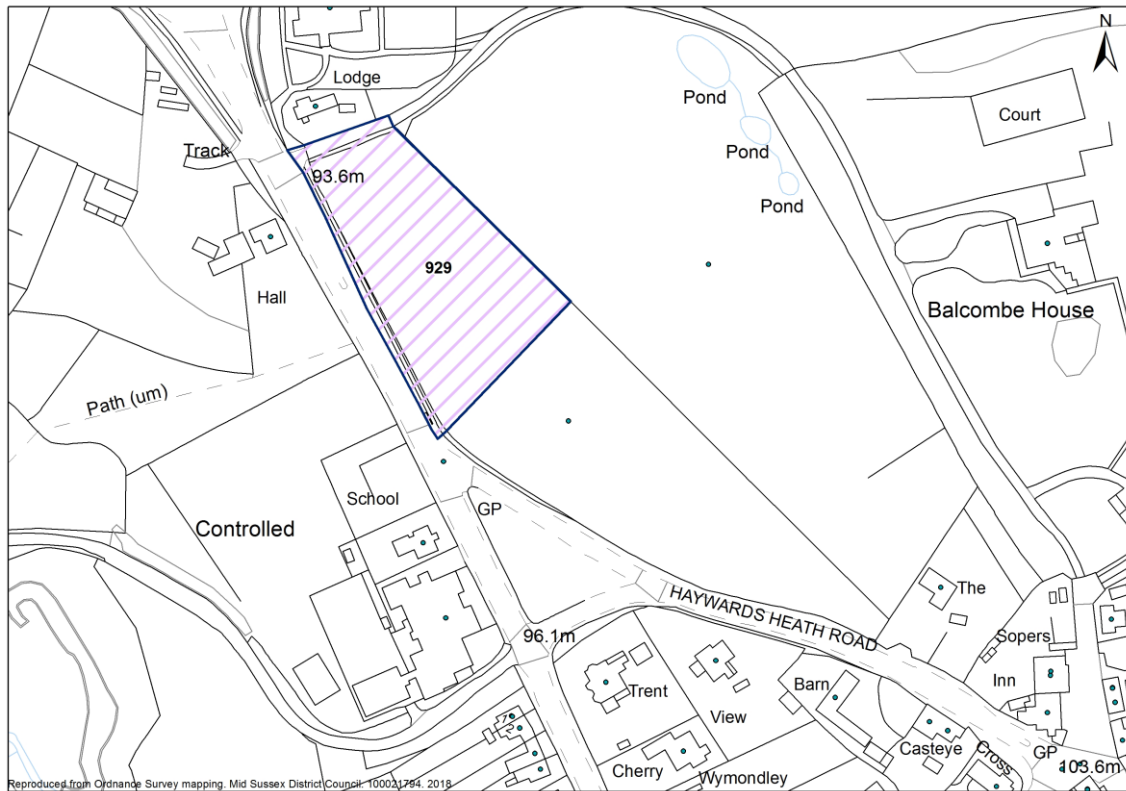 N
Lodge
Pond
Court
Track
Pond
93.6m
Pond
929
Hall
Balcombe House
Path (um)
School
GP
Controlled
HAYWARDS HEATH ROAD
The
96.1m
Sopers
Trent
Barn
Inn
View
Casteye
Cross
GP
103.6m
Cherry
Wymondley
Reproduced from Ordnance Survey mapping. Mid Sussex District Council. 100021794. 2018